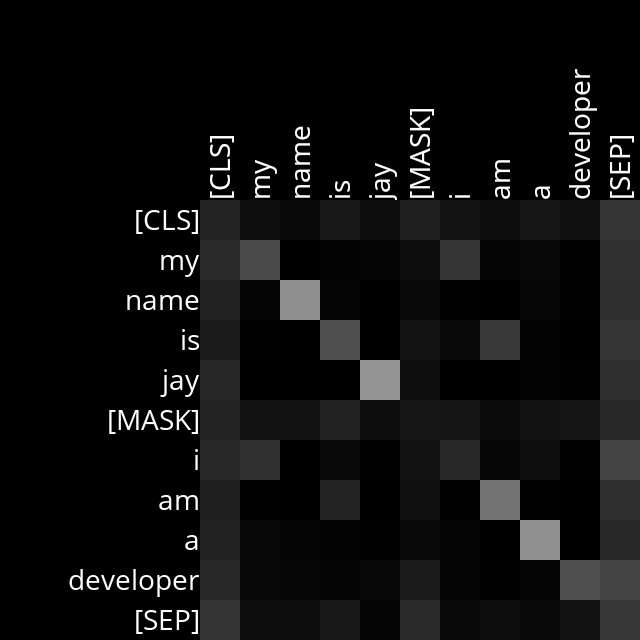 [CLS] my name is jay [MASK] i am a developer [SEP]
[CLS]
my
name
is
jay
[MASK]
i
am
a
developer
[SEP]